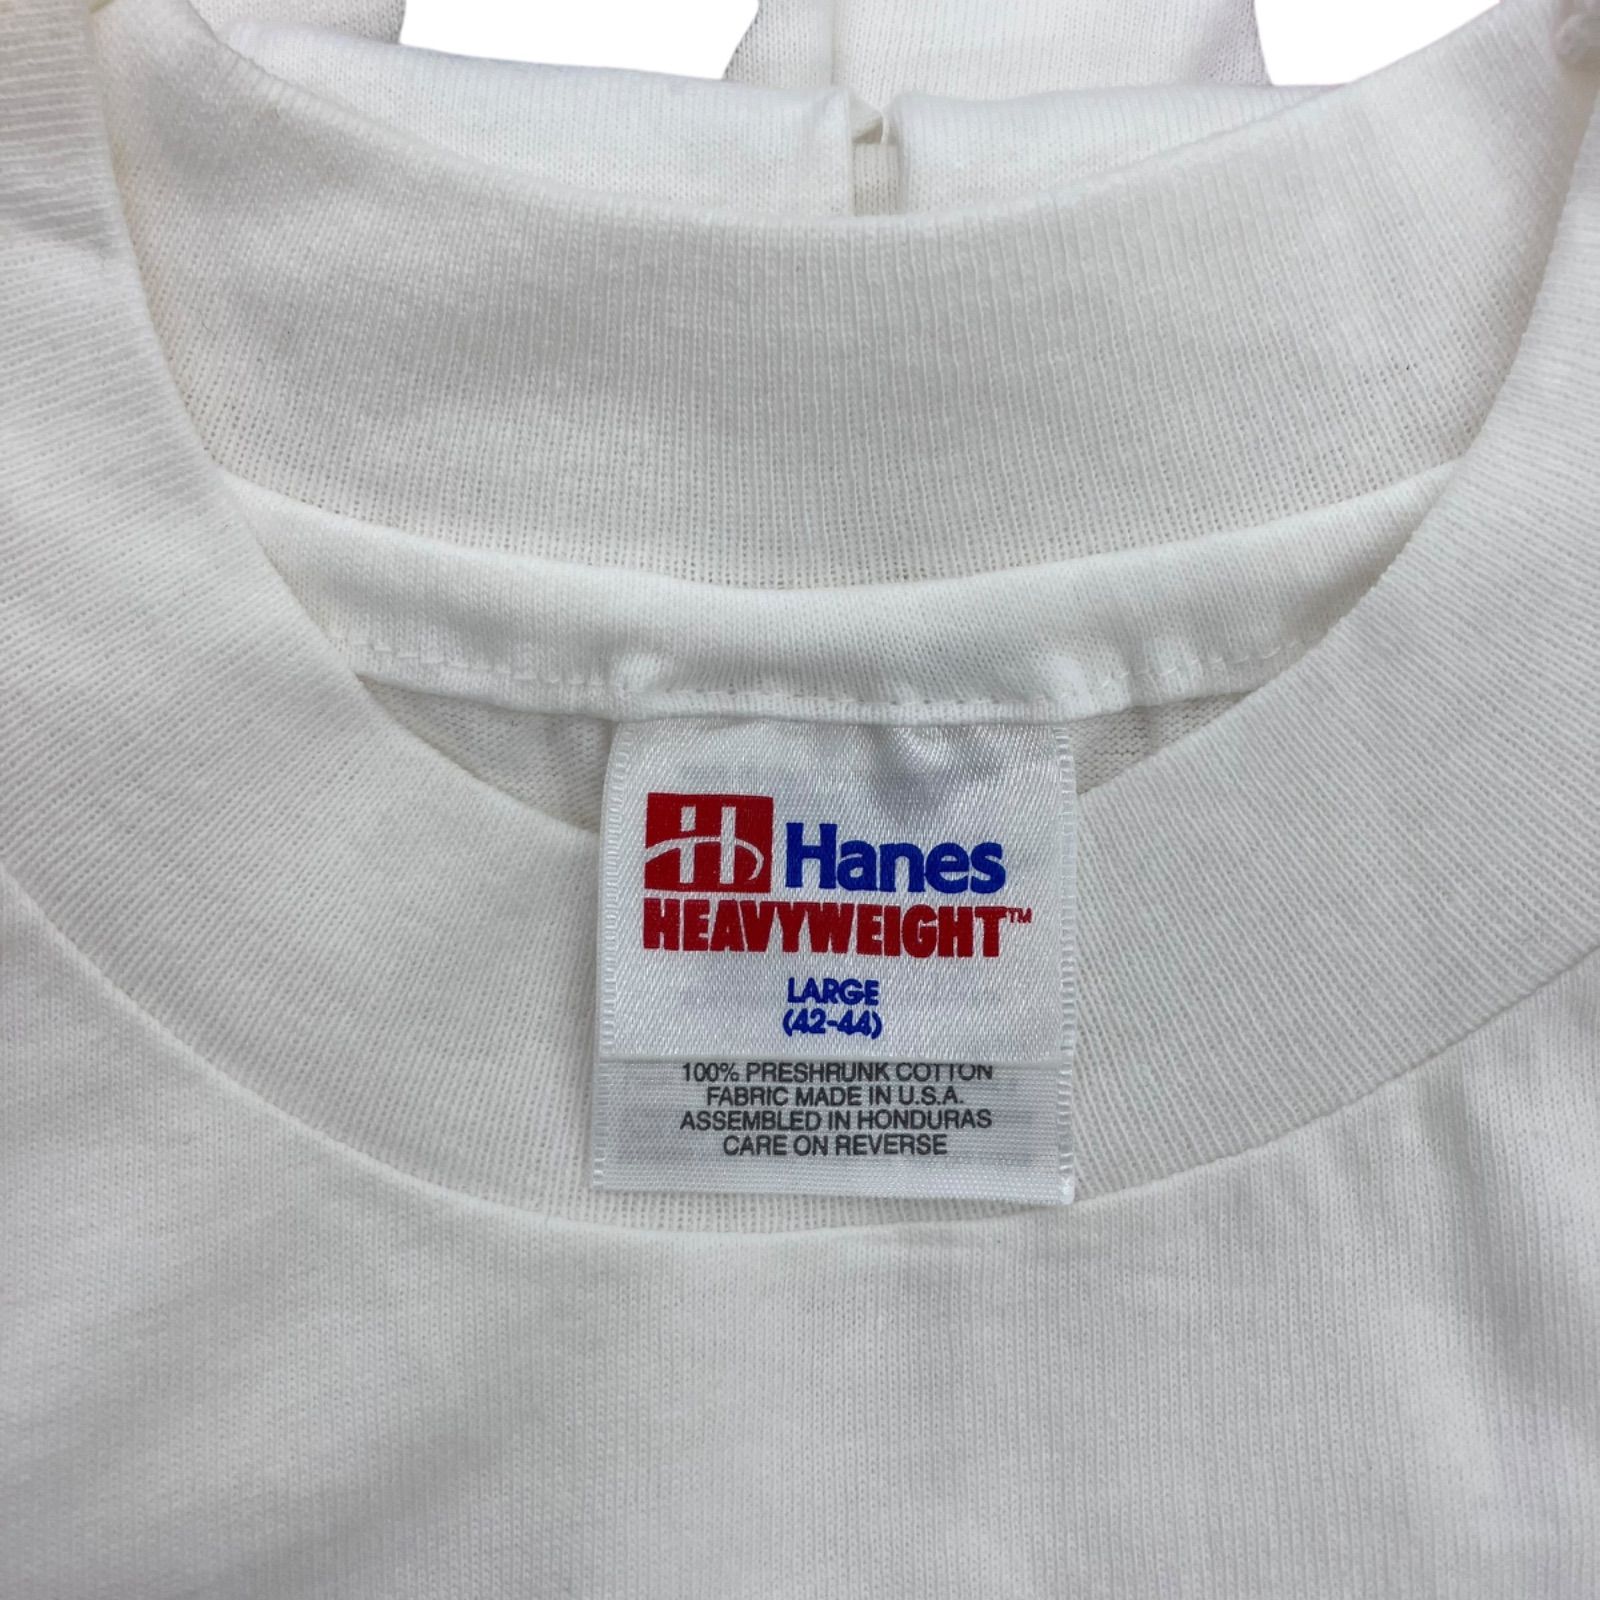 H Hanes
HEAVYWEIGHT™
LARGE
(42-44)
100% PRESHRUNK COTTON
FABRIC MADE IN U.S.A.
ASSEMBLED IN HONDURAS
CARE ON REVERSE